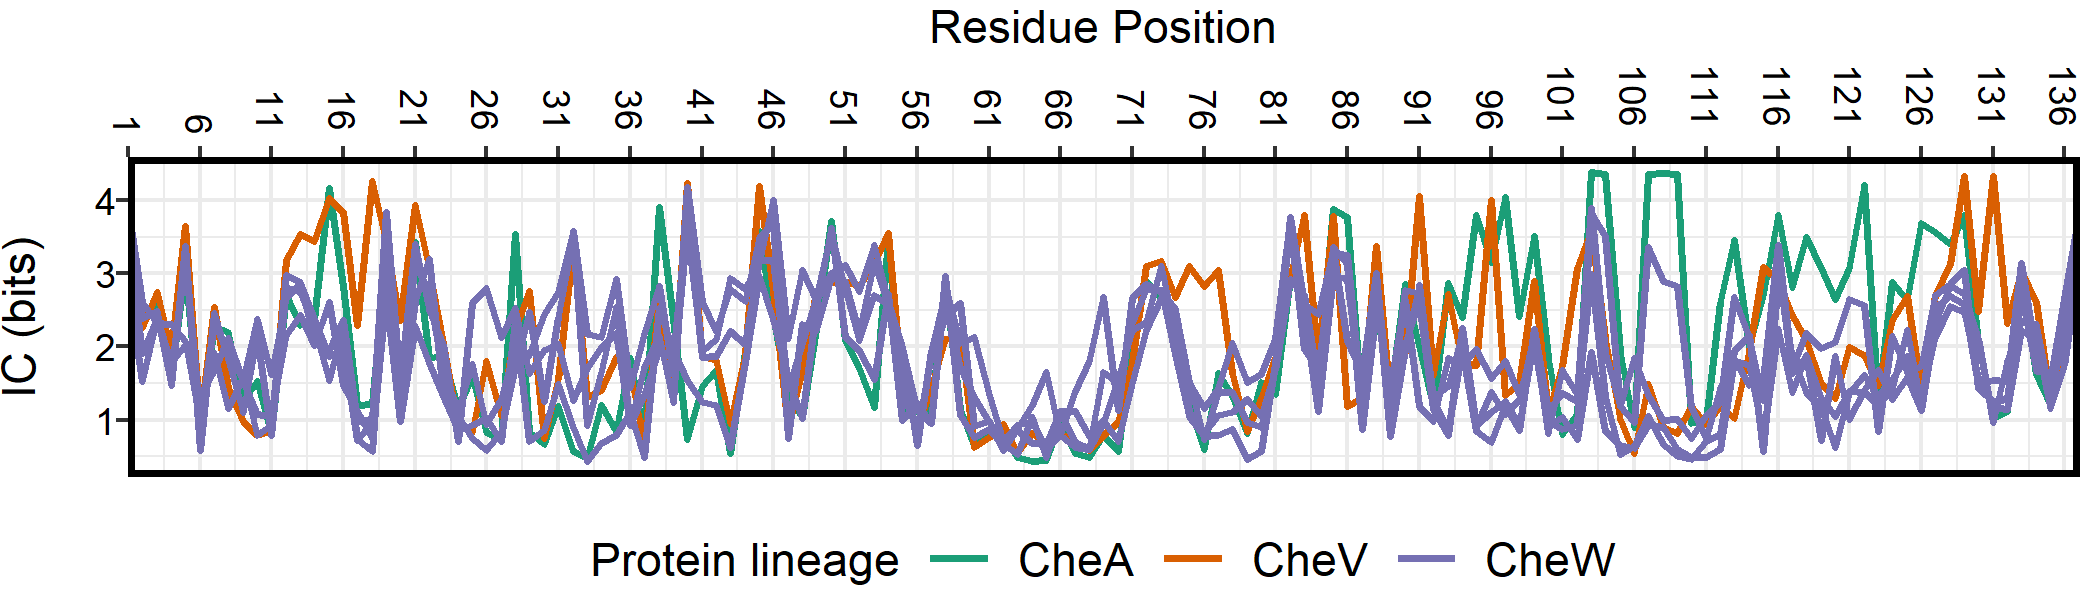 Residue Position
1 6 11 16 21 26 31 36 41 46 51 56 61 66 71 76 81 86 91 96 101 106 111 116 121 126 131 136
IC (bits)
4
3
2
1
Protein lineage CheA CheV CheW